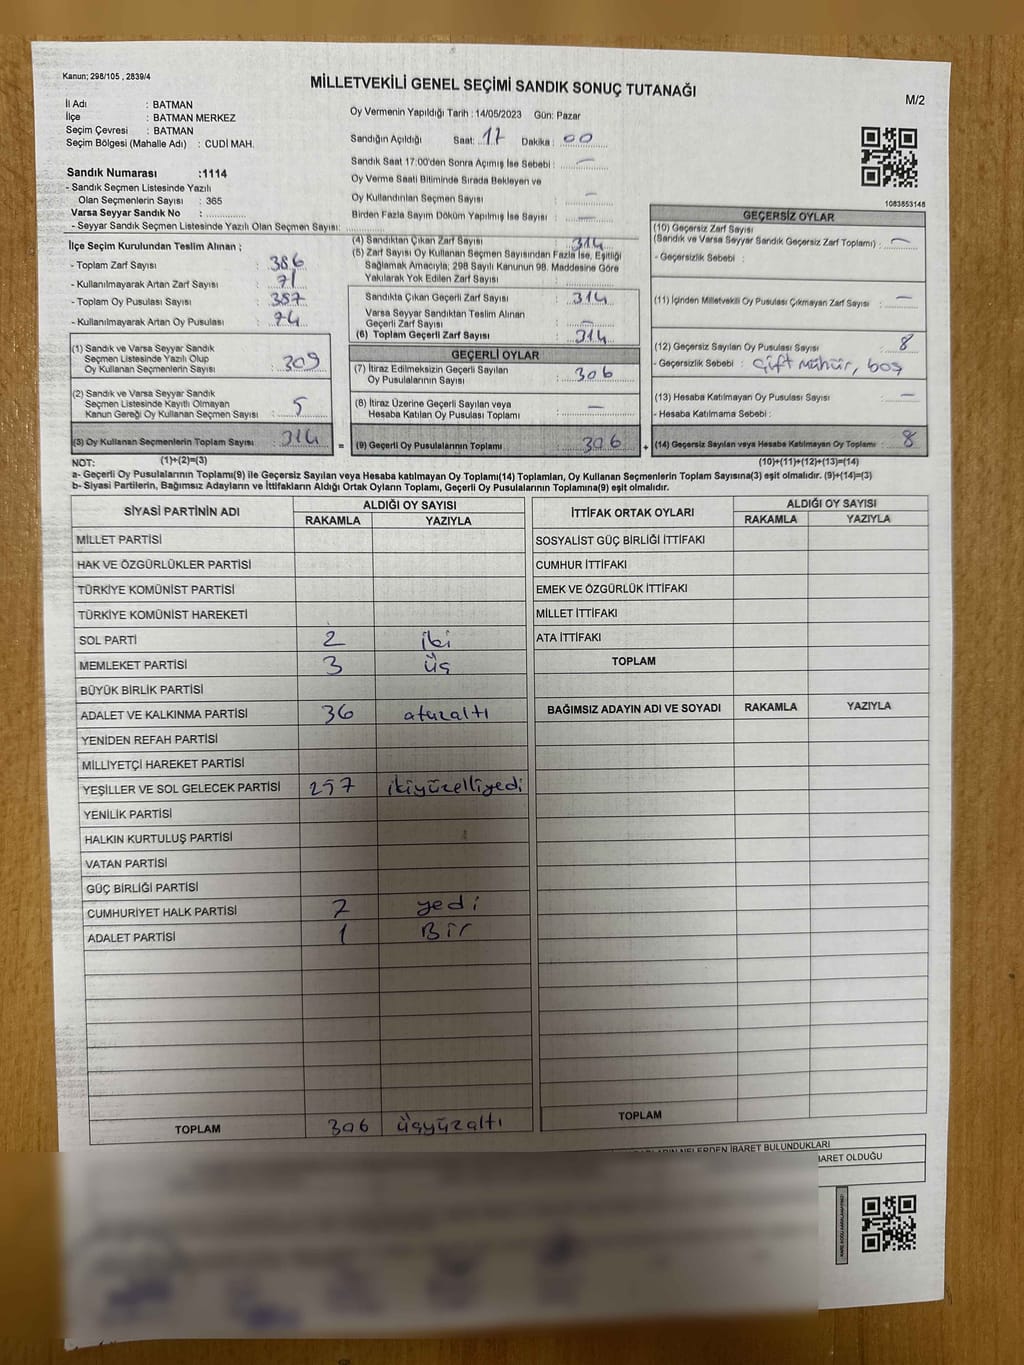 Kanun; 298/105 , 2839/4
MİLLETVEKİLİ GENEL SEÇİMİ SANDIK SONUÇ TUTANAĞI
M/2
İl Adı : BATMAN
İlçe : BATMAN MERKEZ
Seçim Çevresi : BATMAN
Seçim Bölgesi (Mahalle Adı) : CUDİ MAH.
Oy Vermenin Yapıldığı Tarih : 14/05/2023 Gün: Pazar
Sandığın Açıldığı Saat: 17 Dakika : 00
Sandık Saat 17:00'den Sonra Açımış İse Sebebi : —
Oy Verme Saati Bitiminde Sırada Bekleyen ve
Oy Kullandırılan Seçmen Sayısı : —
Birden Fazla Sayım Döküm Yapılmış İse Sayısı : —
1083853148
Sandık Numarası :1114
- Sandık Seçmen Listesinde Yazılı
Olan Seçmenlerin Sayısı : 365
Varsa Seyyar Sandık No : ............
- Seyyar Sandık Seçmen Listesinde Yazılı Olan Seçmen Sayısı: ............
İlçe Seçim Kurulundan Teslim Alınan ;
- Toplam Zarf Sayısı : 386
- Kullanılmayarak Artan Zarf Sayısı : 71
- Toplam Oy Pusulası Sayısı : 387
- Kullanılmayarak Artan Oy Pusulası : 74
(1) Sandık ve Varsa Seyyar Sandık
Seçmen Listesinde Yazılı Olup
Oy Kullanan Seçmenlerin Sayısı : 309
(2) Sandık ve Varsa Seyyar Sandık
Seçmen Listesinde Kayıtlı Olmayan
Kanun Gereği Oy Kullanan Seçmen Sayısı : 5
(3) Oy Kullanan Seçmenlerin Toplam Sayısı : 314
(4) Sandıktan Çıkan Zarf Sayısı : 314
(5) Zarf Sayısı Oy Kullanan Seçmen Sayısından Fazla İse, Eşitliği
Sağlamak Amacıyla; 298 Sayılı Kanunun 98. Maddesine Göre
Yakılarak Yok Edilen Zarf Sayısı :
Sandıkta Çıkan Geçerli Zarf Sayısı : 314
Varsa Seyyar Sandıktan Teslim Alınan
Geçerli Zarf Sayısı : —
(6) Toplam Geçerli Zarf Sayısı : 314
GEÇERLİ OYLAR
(7) İtiraz Edilmeksizin Geçerli Sayılan
Oy Pusulalarının Sayısı : 306
(8) İtiraz Üzerine Geçerli Sayılan veya
Hesaba Katılan Oy Pusulası Toplamı : —
= (9) Geçerli Oy Pusulalarının Toplamı : 306
GEÇERSİZ OYLAR
(10) Geçersiz Zarf Sayısı
(Sandık ve Varsa Seyyar Sandık Geçersiz Zarf Toplamı) : —
- Geçersizlik Sebebi :
(11) İçinden Milletvekili Oy Pusulası Çıkmayan Zarf Sayısı : —
(12) Geçersiz Sayılan Oy Pusulası Sayısı : 8
- Geçersizlik Sebebi : Çift mühür, boş
(13) Hesaba Katılmayan Oy Pusulası Sayısı : —
- Hesaba Katılmama Sebebi :
+ (14) Geçersiz Sayılan veya Hesaba Katılmayan Oy Toplamı : 8
NOT: (1)+(2)=(3)
(10)+(11)+(12)+(13)=(14)
a- Geçerli Oy Pusulalarının Toplamı(9) ile Geçersiz Sayılan veya Hesaba katılmayan Oy Toplamı(14) Toplamları, Oy Kullanan Seçmenlerin Toplam Sayısına(3) eşit olmalıdır. (9)+(14)=(3)
b- Siyasi Partilerin, Bağımsız Adayların ve İttifakların Aldığı Ortak Oyların Toplamı, Geçerli Oy Pusulalarının Toplamına(9) eşit olmalıdır.
SİYASİ PARTİNİN ADI ALDIĞI OY SAYISI
RAKAMLA YAZIYLA
MİLLET PARTİSİ
HAK VE ÖZGÜRLÜKLER PARTİSİ
TÜRKİYE KOMÜNİST PARTİSİ
TÜRKİYE KOMÜNİST HAREKETİ
SOL PARTİ 2 iki
MEMLEKET PARTİSİ 3 üç
BÜYÜK BİRLİK PARTİSİ
ADALET VE KALKINMA PARTİSİ 36 otuzaltı
YENİDEN REFAH PARTİSİ
MİLLİYETÇİ HAREKET PARTİSİ
YEŞİLLER VE SOL GELECEK PARTİSİ 257 ikiyüzelliyedi
YENİLİK PARTİSİ
HALKIN KURTULUŞ PARTİSİ
VATAN PARTİSİ
GÜÇ BİRLİĞİ PARTİSİ
CUMHURİYET HALK PARTİSİ 7 yedi
ADALET PARTİSİ 1 Bir
TOPLAM 306 üçyüzaltı
İTTİFAK ORTAK OYLARI ALDIĞI OY SAYISI
RAKAMLA YAZIYLA
SOSYALİST GÜÇ BİRLİĞİ İTTİFAKI
CUMHUR İTTİFAKI
EMEK VE ÖZGÜRLÜK İTTİFAKI
MİLLET İTTİFAKI
ATA İTTİFAKI
TOPLAM
BAĞIMSIZ ADAYIN ADI VE SOYADI RAKAMLA YAZIYLA
TOPLAM
NELERDEN İBARET BULUNDUKLARI
BARET OLDUĞU